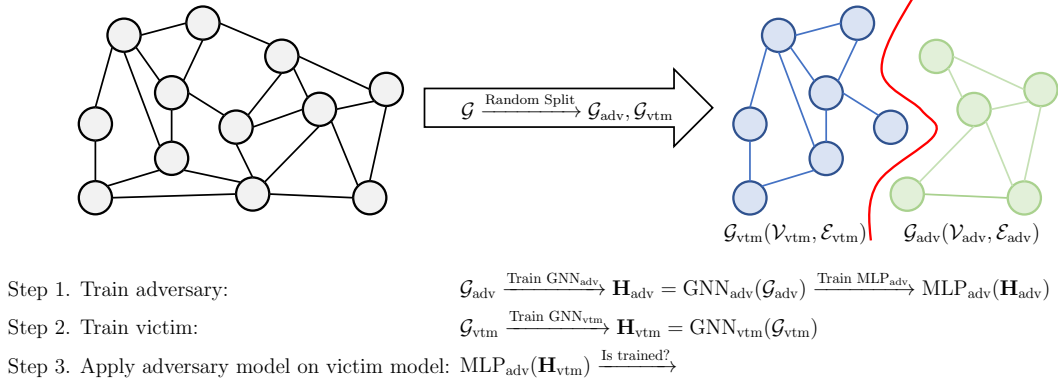 𝒢 Random Split⟶ 𝒢_adv, 𝒢_vtm
𝒢_vtm(𝒱_vtm, ℰ_vtm)
𝒢_adv(𝒱_adv, ℰ_adv)
Step 1. Train adversary: 𝒢_adv Train GNN_adv⟶ 𝐇_adv = GNN_adv(𝒢_adv) Train MLP_adv⟶ MLP_adv(𝐇_adv)
Step 2. Train victim: 𝒢_vtm Train GNN_vtm⟶ 𝐇_vtm = GNN_vtm(𝒢_vtm)
Step 3. Apply adversary model on victim model: MLP_adv(𝐇_vtm) Is trained?⟶